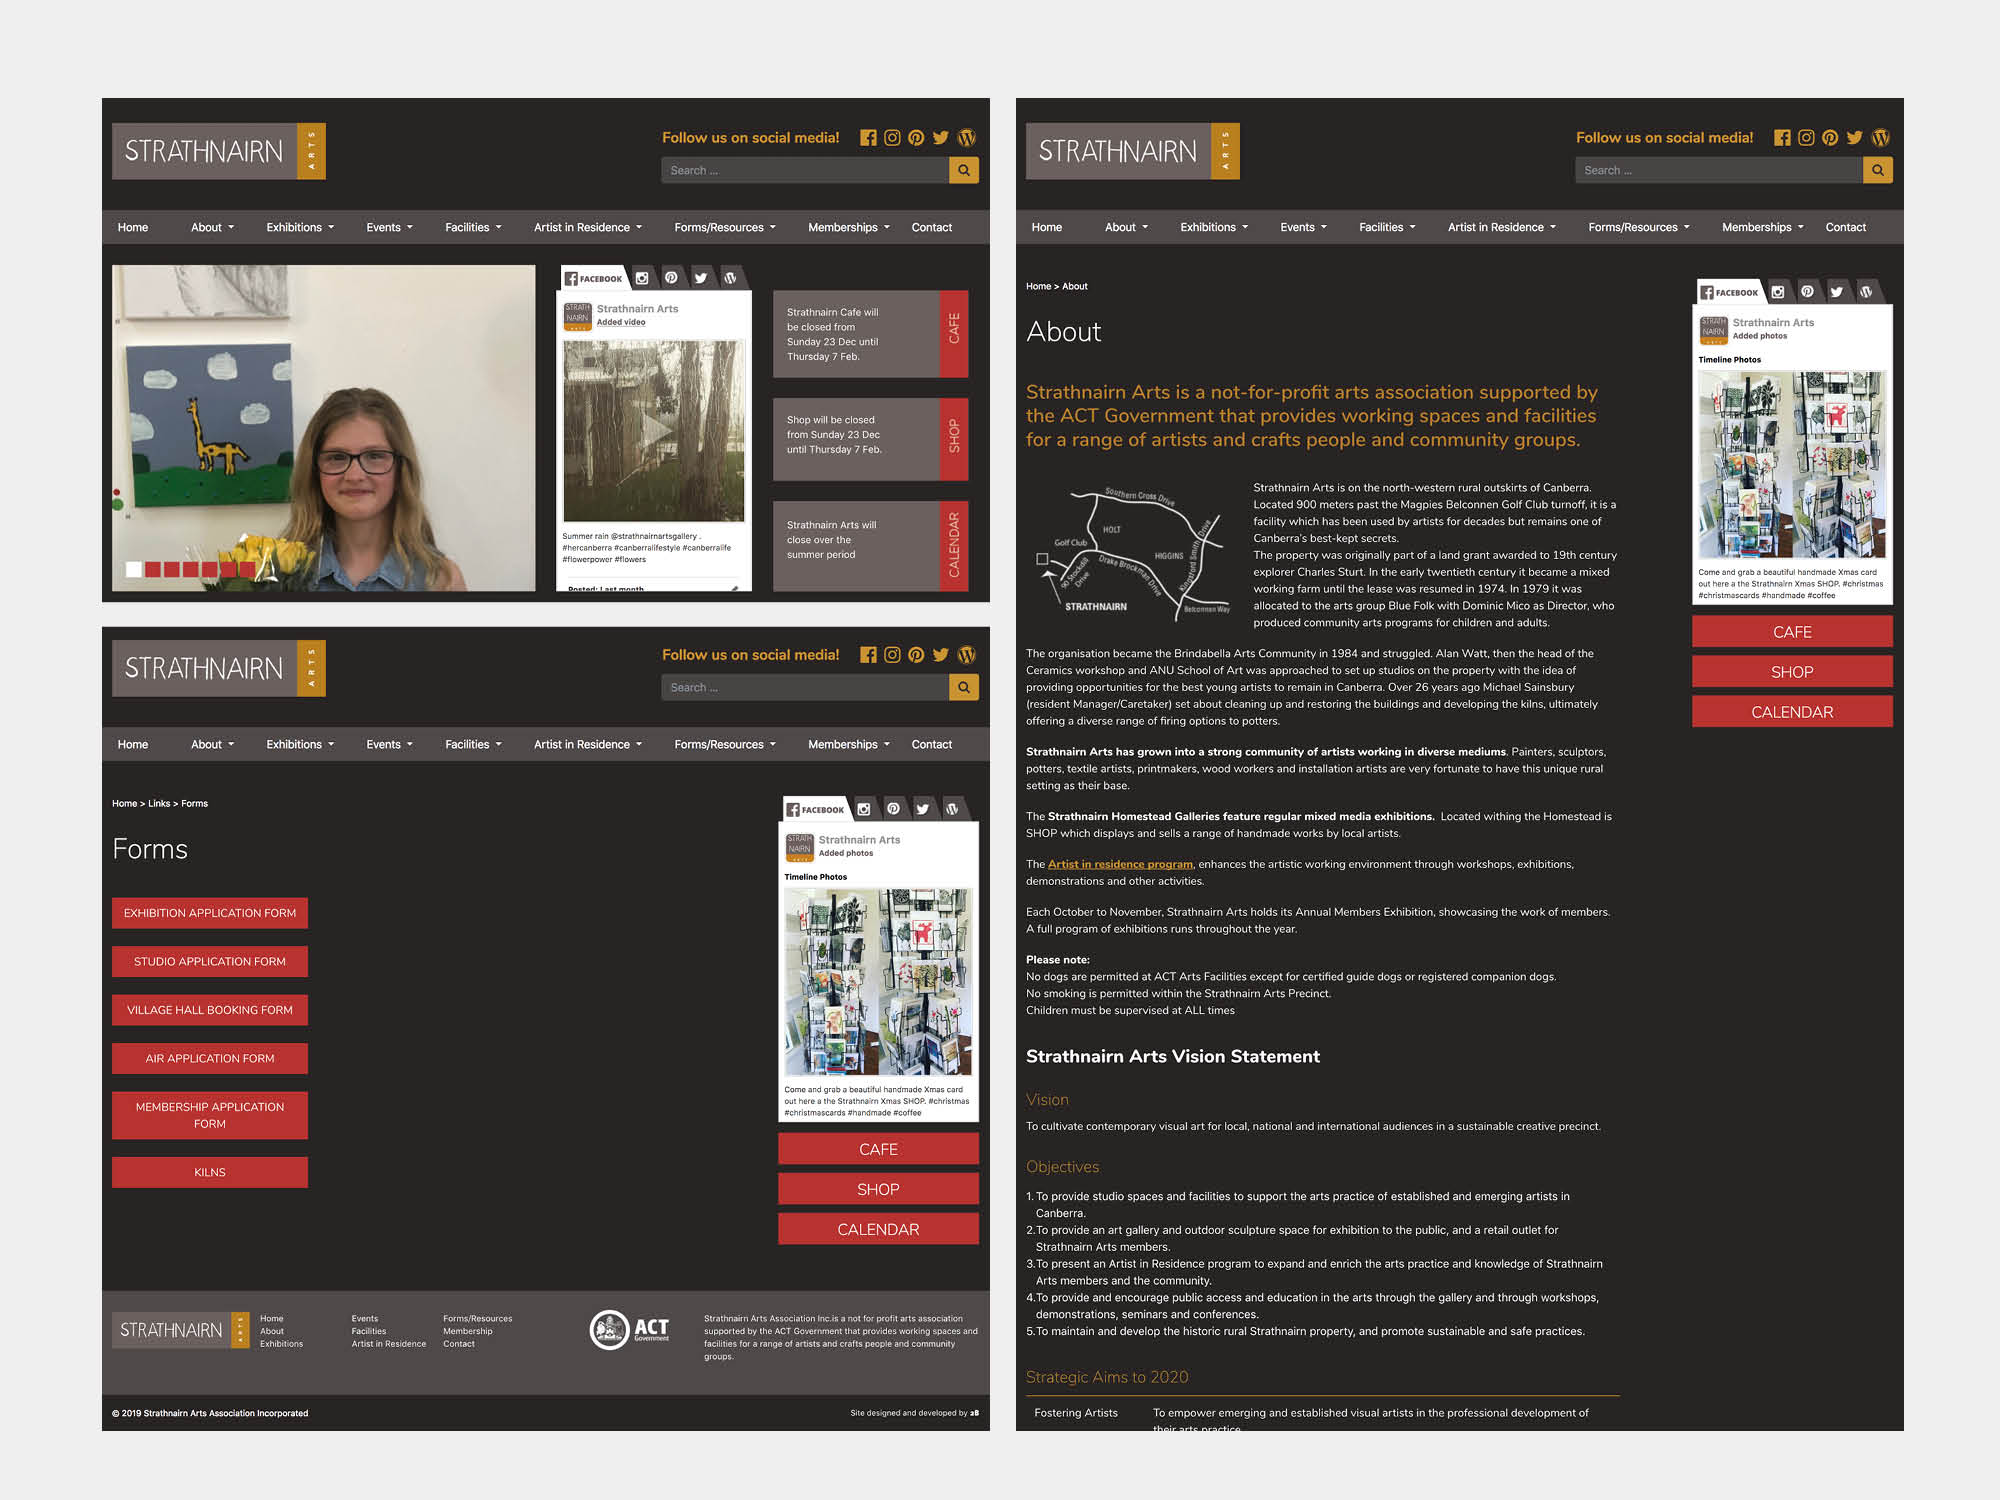 STRATHNAIRN ARTS
Follow us on social media!
Search ...
Home About Exhibitions Events Facilities Artist in Residence Forms/Resources Memberships Contact
FACEBOOK
STRATH
NAIRN
ARTS
Strathnairn Arts
Added video
Summer rain @strathnairnartsgallery .
#hercanberra #canberralifestyle #canberralife
#flowerpower #flowers
Posted: Last month
Strathnairn Cafe will
be closed from
Sunday 23 Dec until
Thursday 7 Feb.
CAFE
Shop will be closed
from Sunday 23 Dec
until Thursday 7 Feb.
SHOP
Strathnairn Arts will
close over the
summer period
CALENDAR
STRATHNAIRN ARTS
Follow us on social media!
Search ...
Home About Exhibitions Events Facilities Artist in Residence Forms/Resources Memberships Contact
Home > Links > Forms
Forms
EXHIBITION APPLICATION FORM
STUDIO APPLICATION FORM
VILLAGE HALL BOOKING FORM
AIR APPLICATION FORM
MEMBERSHIP APPLICATION
FORM
KILNS
FACEBOOK
STRATH
NAIRN
ARTS
Strathnairn Arts
Added photos
Timeline Photos
Come and grab a beautiful handmade Xmas card
out here a the Strathnairn Xmas SHOP. #christmas
#christmascards #handmade #coffee
CAFE
SHOP
CALENDAR
STRATHNAIRN ARTS
Home
About
Exhibitions
Events
Facilities
Artist in Residence
Forms/Resources
Membership
Contact
ACT
Government
Strathnairn Arts Association Inc.is a not for profit arts association
supported by the ACT Government that provides working spaces and
facilities for a range of artists and crafts people and community
groups.
© 2019 Strathnairn Arts Association Incorporated
Site designed and developed by 2B
STRATHNAIRN ARTS
Follow us on social media!
Search ...
Home About Exhibitions Events Facilities Artist in Residence Forms/Resources Memberships Contact
Home > About
About
Strathnairn Arts is a not-for-profit arts association supported by
the ACT Government that provides working spaces and facilities
for a range of artists and crafts people and community groups.
Southern Cross Drive
HOLT
Golf Club
HIGGINS
Kingsford Smith Drive
Drake Brockman Drive
90 Stockdill
Drive
STRATHNAIRN
Belconnen Way
Strathnairn Arts is on the north-western rural outskirts of Canberra.
Located 900 meters past the Magpies Belconnen Golf Club turnoff, it is a
facility which has been used by artists for decades but remains one of
Canberra's best-kept secrets.
The property was originally part of a land grant awarded to 19th century
explorer Charles Sturt. In the early twentieth century it became a mixed
working farm until the lease was resumed in 1974. In 1979 it was
allocated to the arts group Blue Folk with Dominic Mico as Director, who
produced community arts programs for children and adults.
The organisation became the Brindabella Arts Community in 1984 and struggled. Alan Watt, then the head of the
Ceramics workshop and ANU School of Art was approached to set up studios on the property with the idea of
providing opportunities for the best young artists to remain in Canberra. Over 26 years ago Michael Sainsbury
(resident Manager/Caretaker) set about cleaning up and restoring the buildings and developing the kilns, ultimately
offering a diverse range of firing options to potters.
Strathnairn Arts has grown into a strong community of artists working in diverse mediums. Painters, sculptors,
potters, textile artists, printmakers, wood workers and installation artists are very fortunate to have this unique rural
setting as their base.
The Strathnairn Homestead Galleries feature regular mixed media exhibitions. Located withing the Homestead is
SHOP which displays and sells a range of handmade works by local artists.
The Artist in residence program, enhances the artistic working environment through workshops, exhibitions,
demonstrations and other activities.
Each October to November, Strathnairn Arts holds its Annual Members Exhibition, showcasing the work of members.
A full program of exhibitions runs throughout the year.
Please note:
No dogs are permitted at ACT Arts Facilities except for certified guide dogs or registered companion dogs.
No smoking is permitted within the Strathnairn Arts Precinct.
Children must be supervised at ALL times
Strathnairn Arts Vision Statement
Vision
To cultivate contemporary visual art for local, national and international audiences in a sustainable creative precinct.
Objectives
1. To provide studio spaces and facilities to support the arts practice of established and emerging artists in
Canberra.
2.To provide an art gallery and outdoor sculpture space for exhibition to the public, and a retail outlet for
Strathnairn Arts members.
3.To present an Artist in Residence program to expand and enrich the arts practice and knowledge of Strathnairn
Arts members and the community.
4.To provide and encourage public access and education in the arts through the gallery and through workshops,
demonstrations, seminars and conferences.
5.To maintain and develop the historic rural Strathnairn property, and promote sustainable and safe practices.
Strategic Aims to 2020
Fostering Artists To empower emerging and established visual artists in the professional development of
their arts practice
FACEBOOK
STRATH
NAIRN
ARTS
Strathnairn Arts
Added photos
Timeline Photos
Come and grab a beautiful handmade Xmas card
out here a the Strathnairn Xmas SHOP. #christmas
#christmascards #handmade #coffee
CAFE
SHOP
CALENDAR